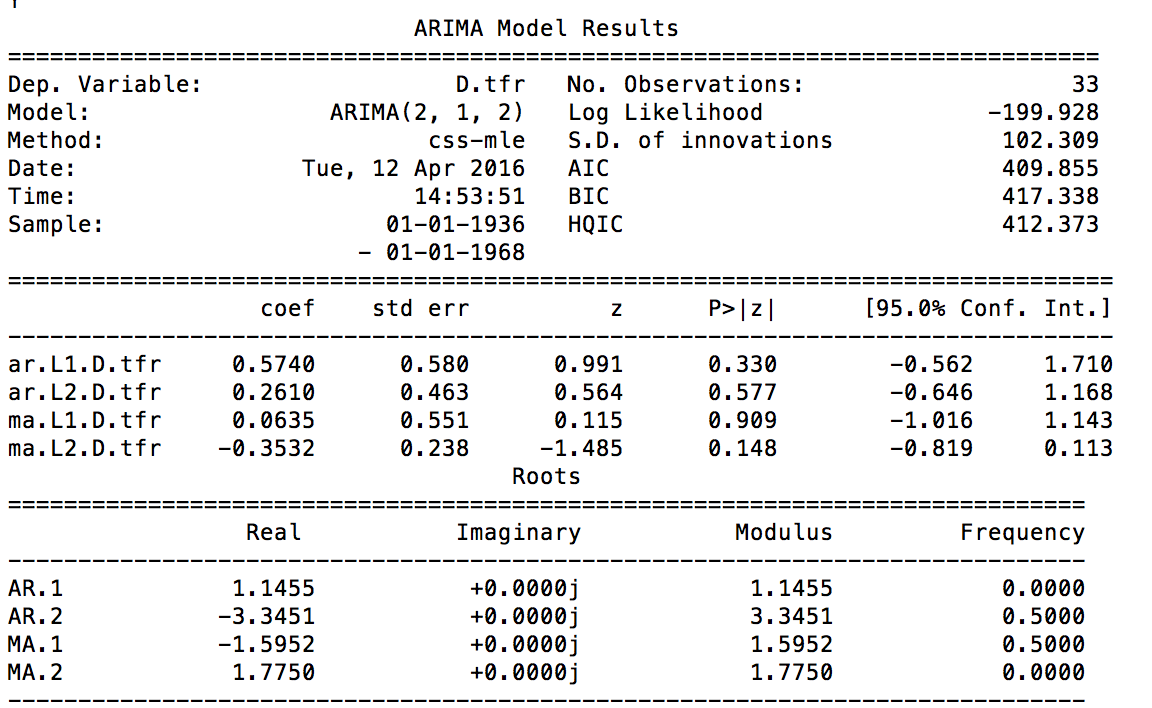 ARIMA Model Results
==============================================================================
Dep. Variable: D.tfr No. Observations: 33
Model: ARIMA(2, 1, 2) Log Likelihood -199.928
Method: css-mle S.D. of innovations 102.309
Date: Tue, 12 Apr 2016 AIC 409.855
Time: 14:53:51 BIC 417.338
Sample: 01-01-1936 HQIC 412.373
- 01-01-1968
===============================================================================
coef std err z P>|z| [95.0% Conf. Int.]
-------------------------------------------------------------------------------
ar.L1.D.tfr 0.5740 0.580 0.991 0.330 -0.562 1.710
ar.L2.D.tfr 0.2610 0.463 0.564 0.577 -0.646 1.168
ma.L1.D.tfr 0.0635 0.551 0.115 0.909 -1.016 1.143
ma.L2.D.tfr -0.3532 0.238 -1.485 0.148 -0.819 0.113
Roots
=============================================================================
Real Imaginary Modulus Frequency
-----------------------------------------------------------------------------
AR.1 1.1455 +0.0000j 1.1455 0.0000
AR.2 -3.3451 +0.0000j 3.3451 0.5000
MA.1 -1.5952 +0.0000j 1.5952 0.5000
MA.2 1.7750 +0.0000j 1.7750 0.0000
-----------------------------------------------------------------------------